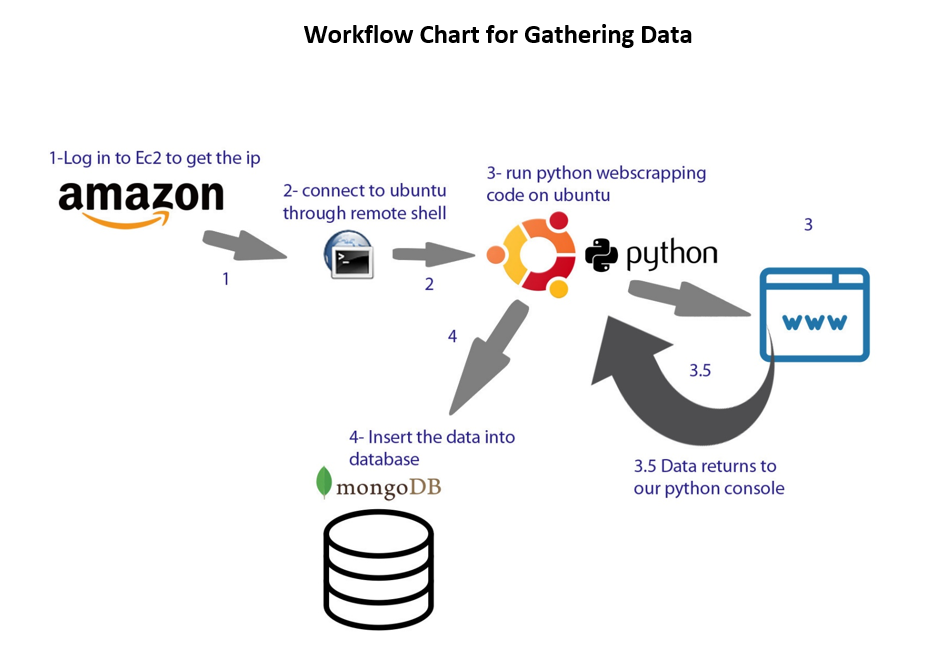 Workflow Chart for Gathering Data
1-Log in to Ec2 to get the ip
amazon
1
2- connect to ubuntu
through remote shell
>_
2
3- run python webscrapping
code on ubuntu
python
3
www
4
3.5
3.5 Data returns to
our python console
4- Insert the data into
database
mongoDB